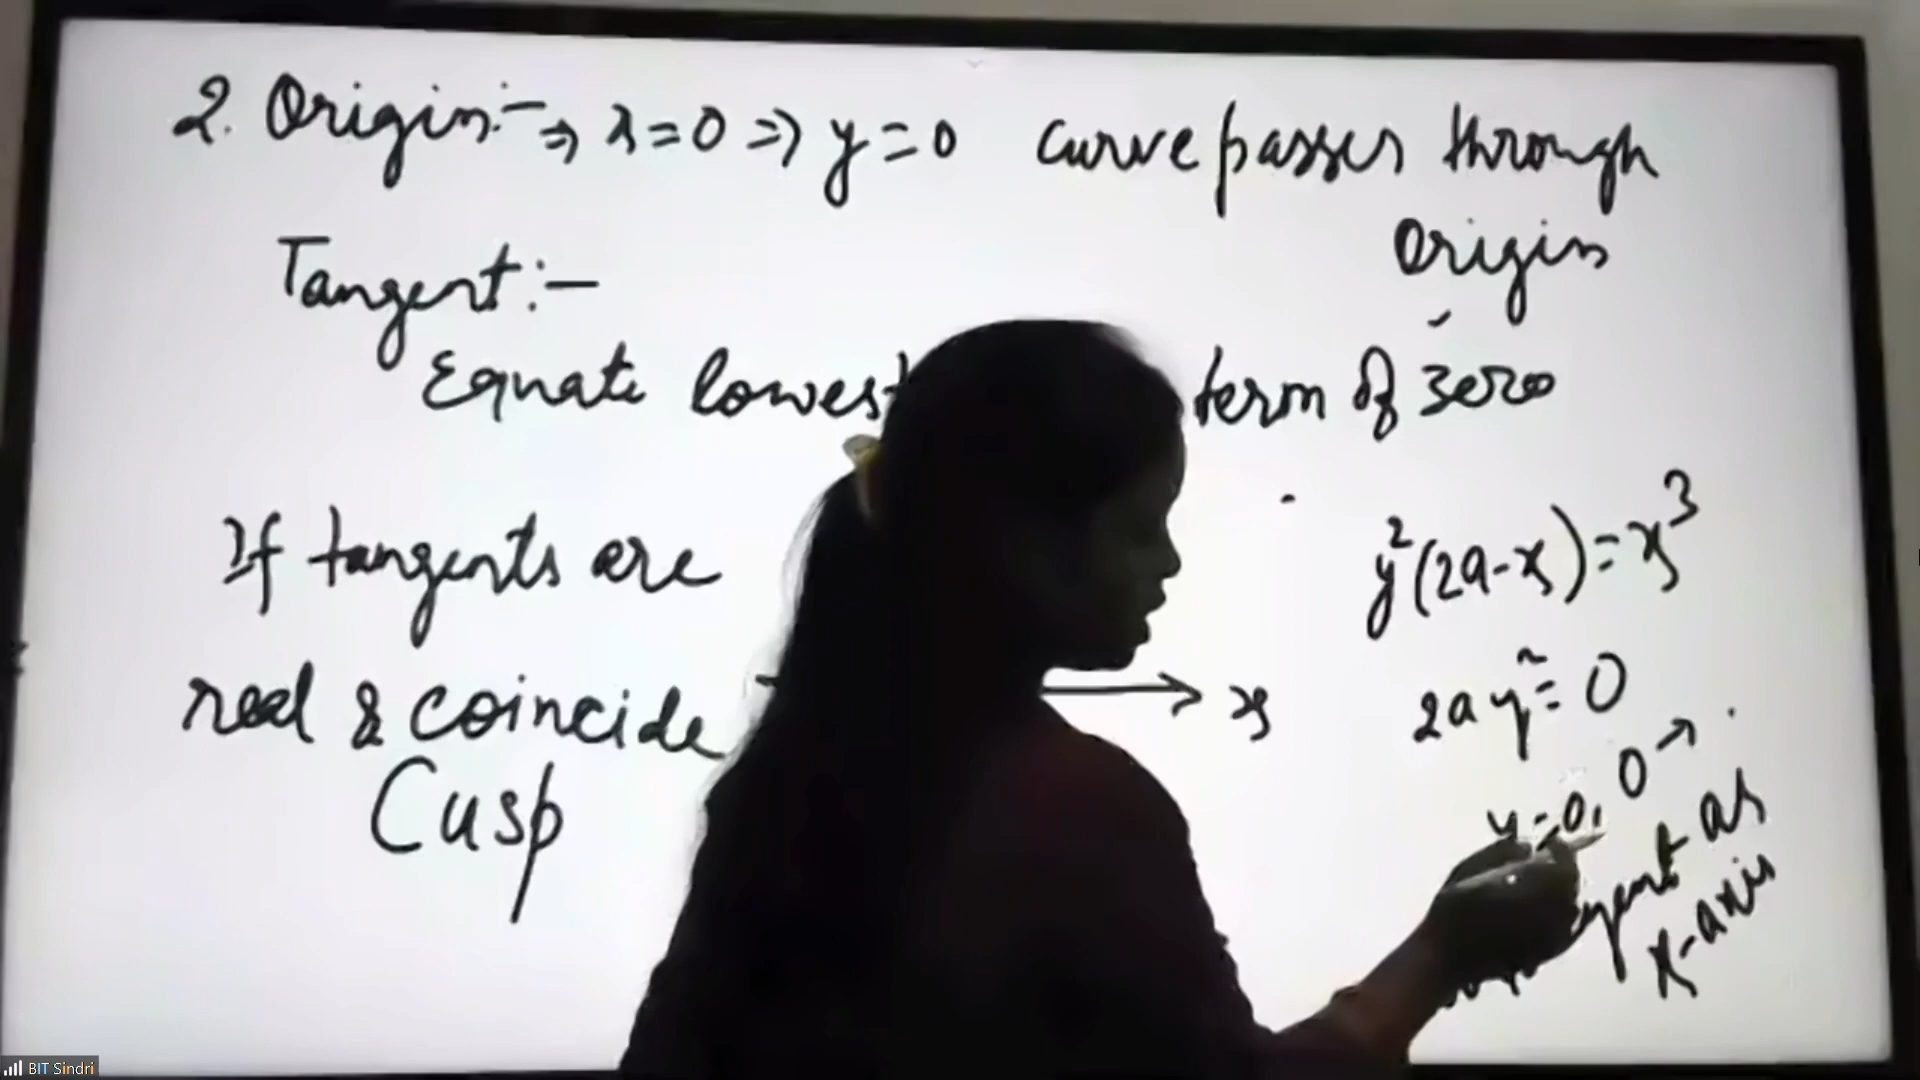 2. Origin:- ⇒ x=0 ⇒ y=0 curve passes through
Origin
Tangent:-
Equate lowest term of zero
If tangents are
real & coincide
Cusp
x
y²(2a-x)=x³
2ay²=0
y=0, 0 →
as
x-axis
BIT Sindri